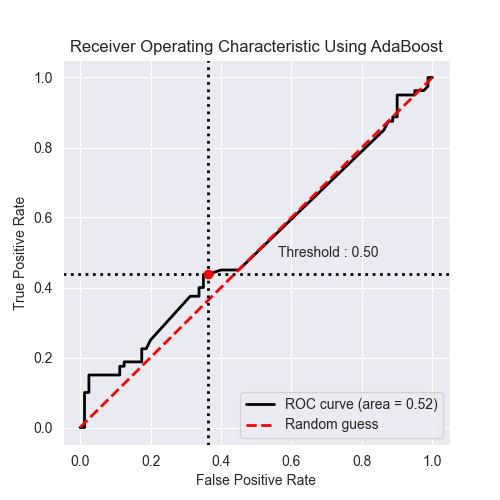 Receiver Operating Characteristic Using AdaBoost
1.0
0.8
0.6
0.4
0.2
0.0
True Positive Rate
Threshold : 0.50
ROC curve (area = 0.52)
Random guess
0.0 0.2 0.4 0.6 0.8 1.0
False Positive Rate